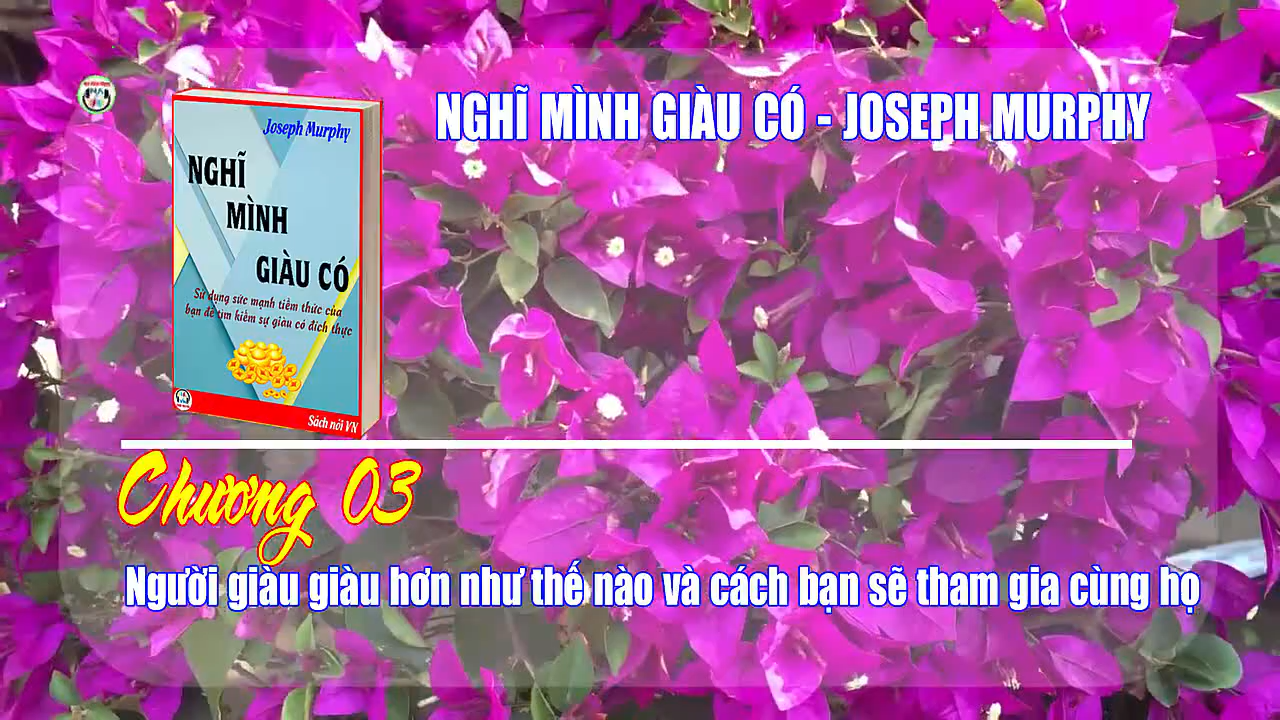 NGHĨ MÌNH GIÀU CÓ - JOSEPH MURPHY
Joseph Murphy
NGHĨ
MÌNH
GIÀU CÓ
Sử dụng sức mạnh tiềm thức của
bạn để tìm kiếm sự giàu có đích thực
Sách nói VN
Chương 03
Người giàu giàu hơn như thế nào và cách bạn sẽ tham gia cùng họ